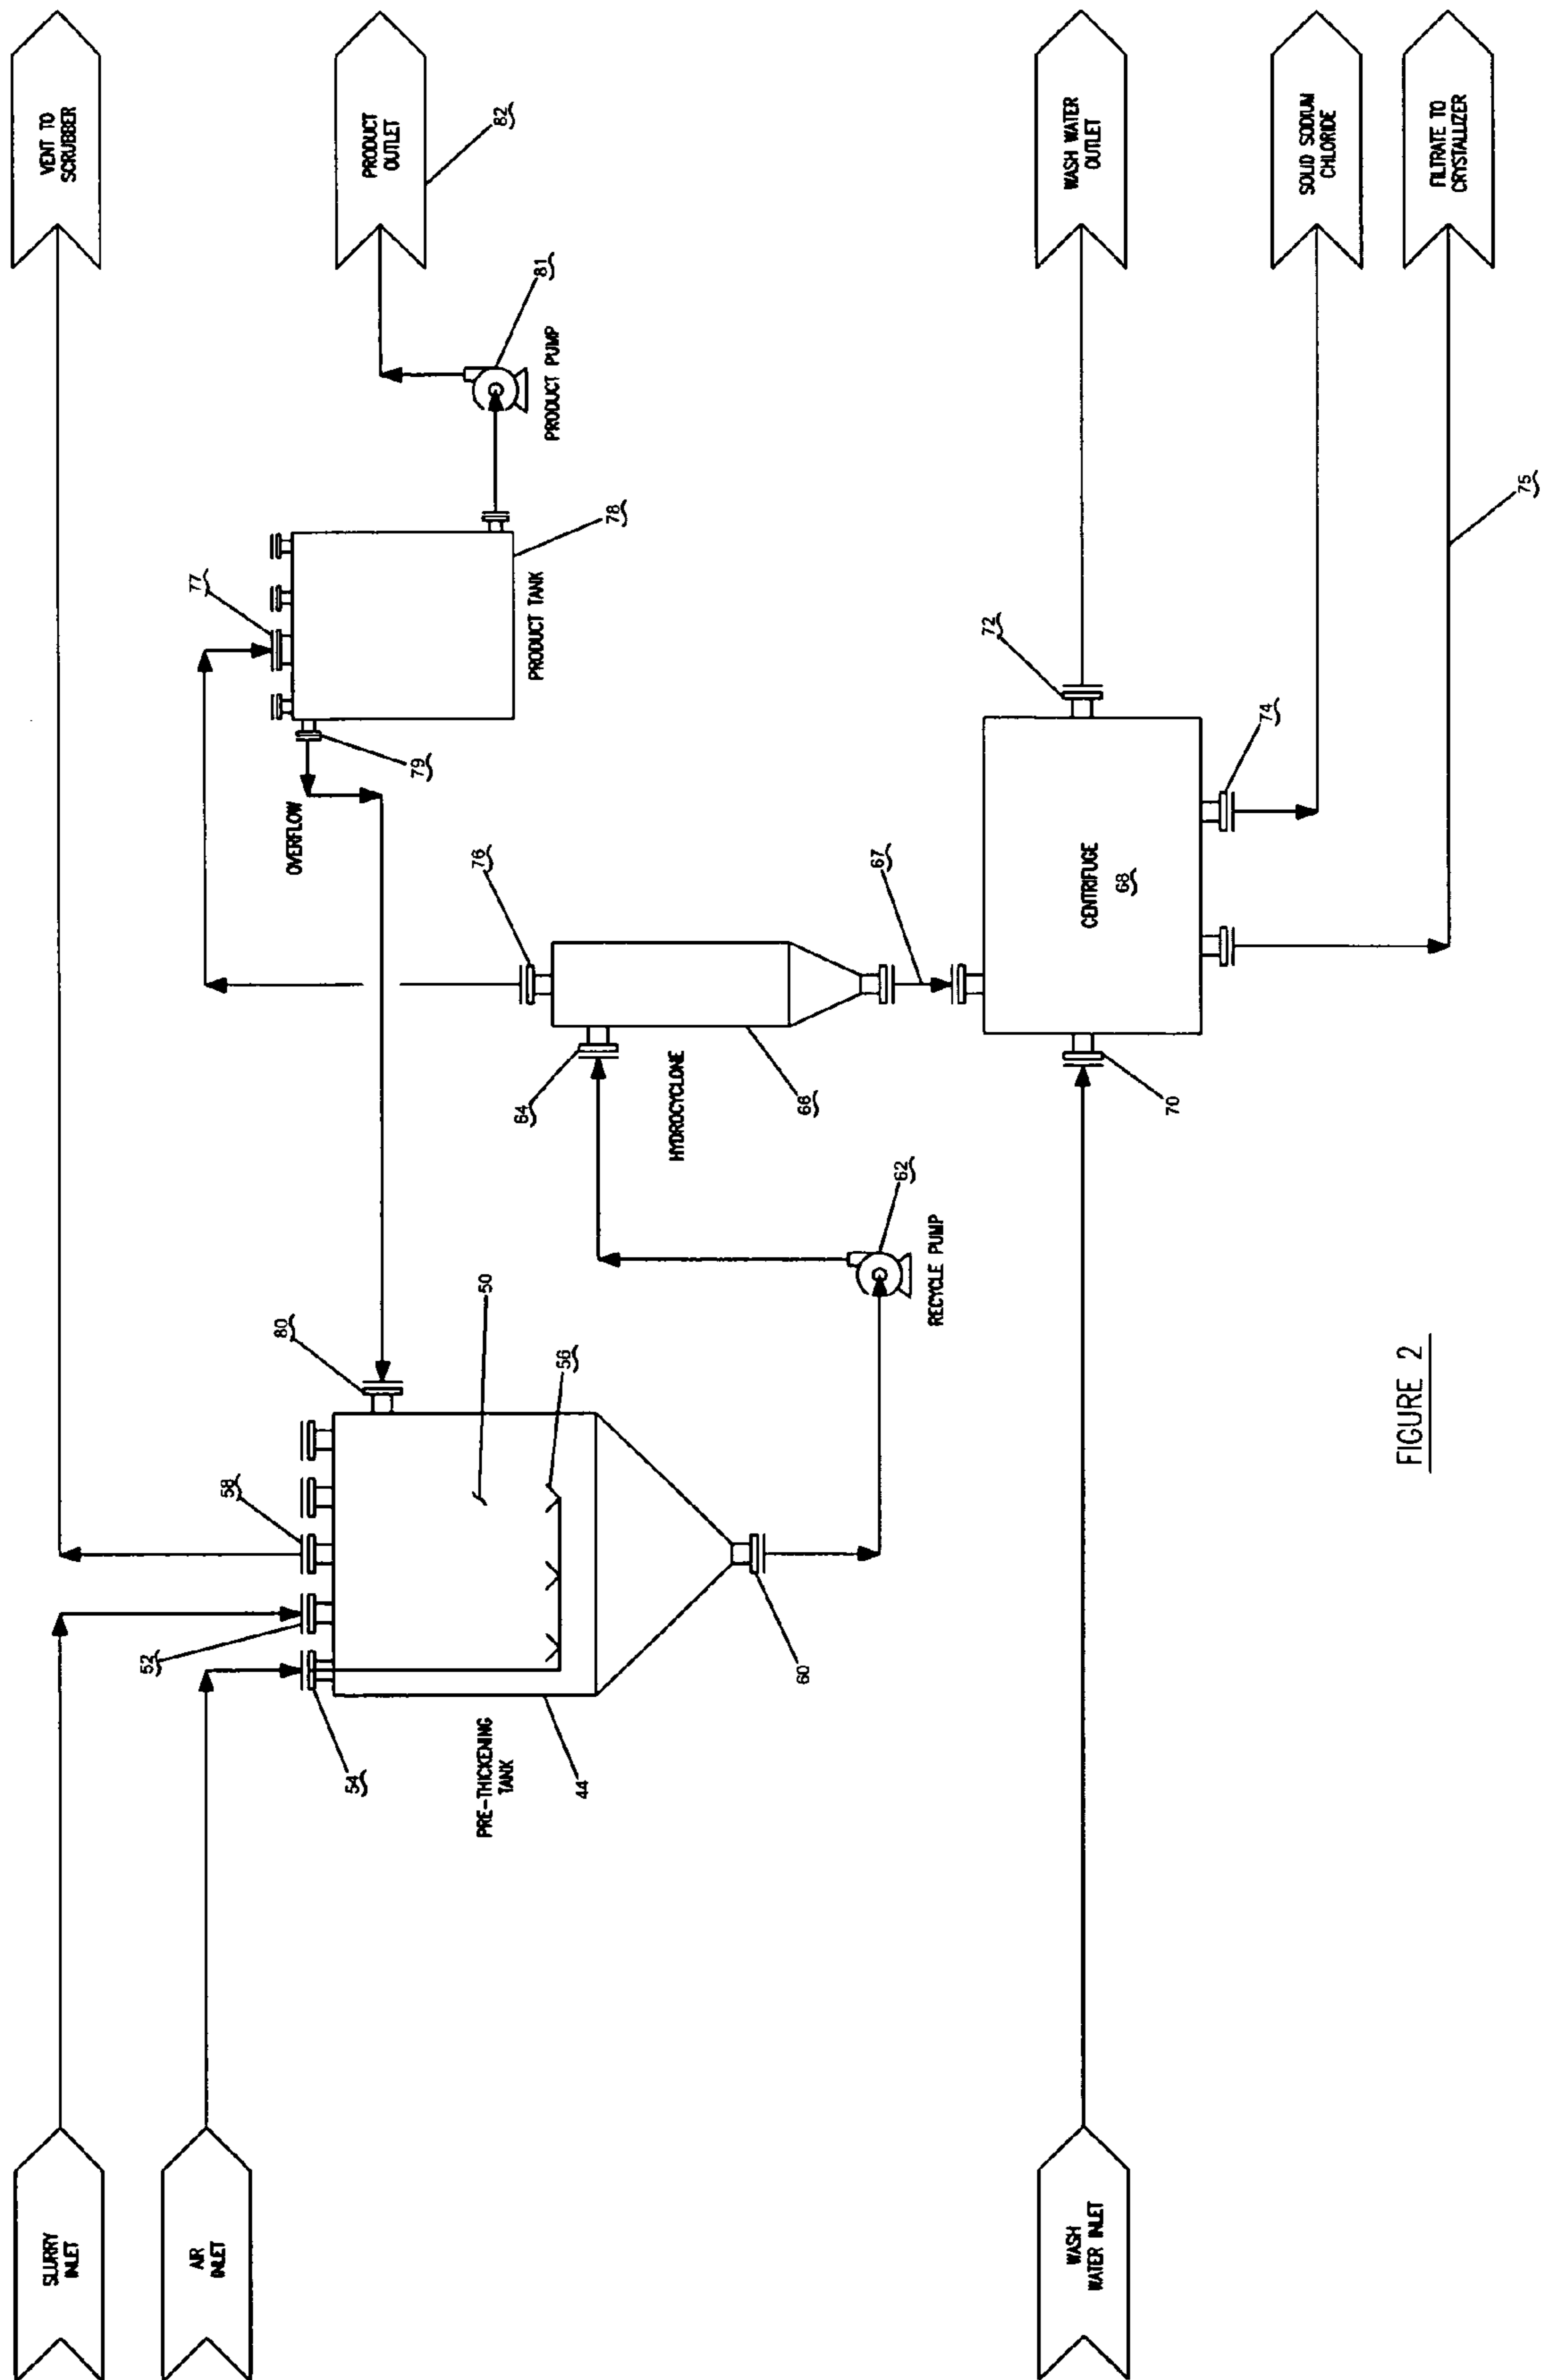 SLURRY
INLET
AIR
INLET
WASH
WATER INLET
54
52
58
80
PRE-THICKENING
TANK
44
50
56
60
62
RECYCLE PUMP
64
HYDROCYCLONE
66
76
67
OVERFLOW
79
77
PRODUCT TANK
78
PRODUCT PUMP
81
70
CENTRIFUGE
68
72
74
75
VENT TO
SCRUBBER
PRODUCT
OUTLET
82
WASH WATER
OUTLET
SOLID SODIUM
CHLORIDE
FILTRATE TO
CRYSTALLIZER
FIGURE 2